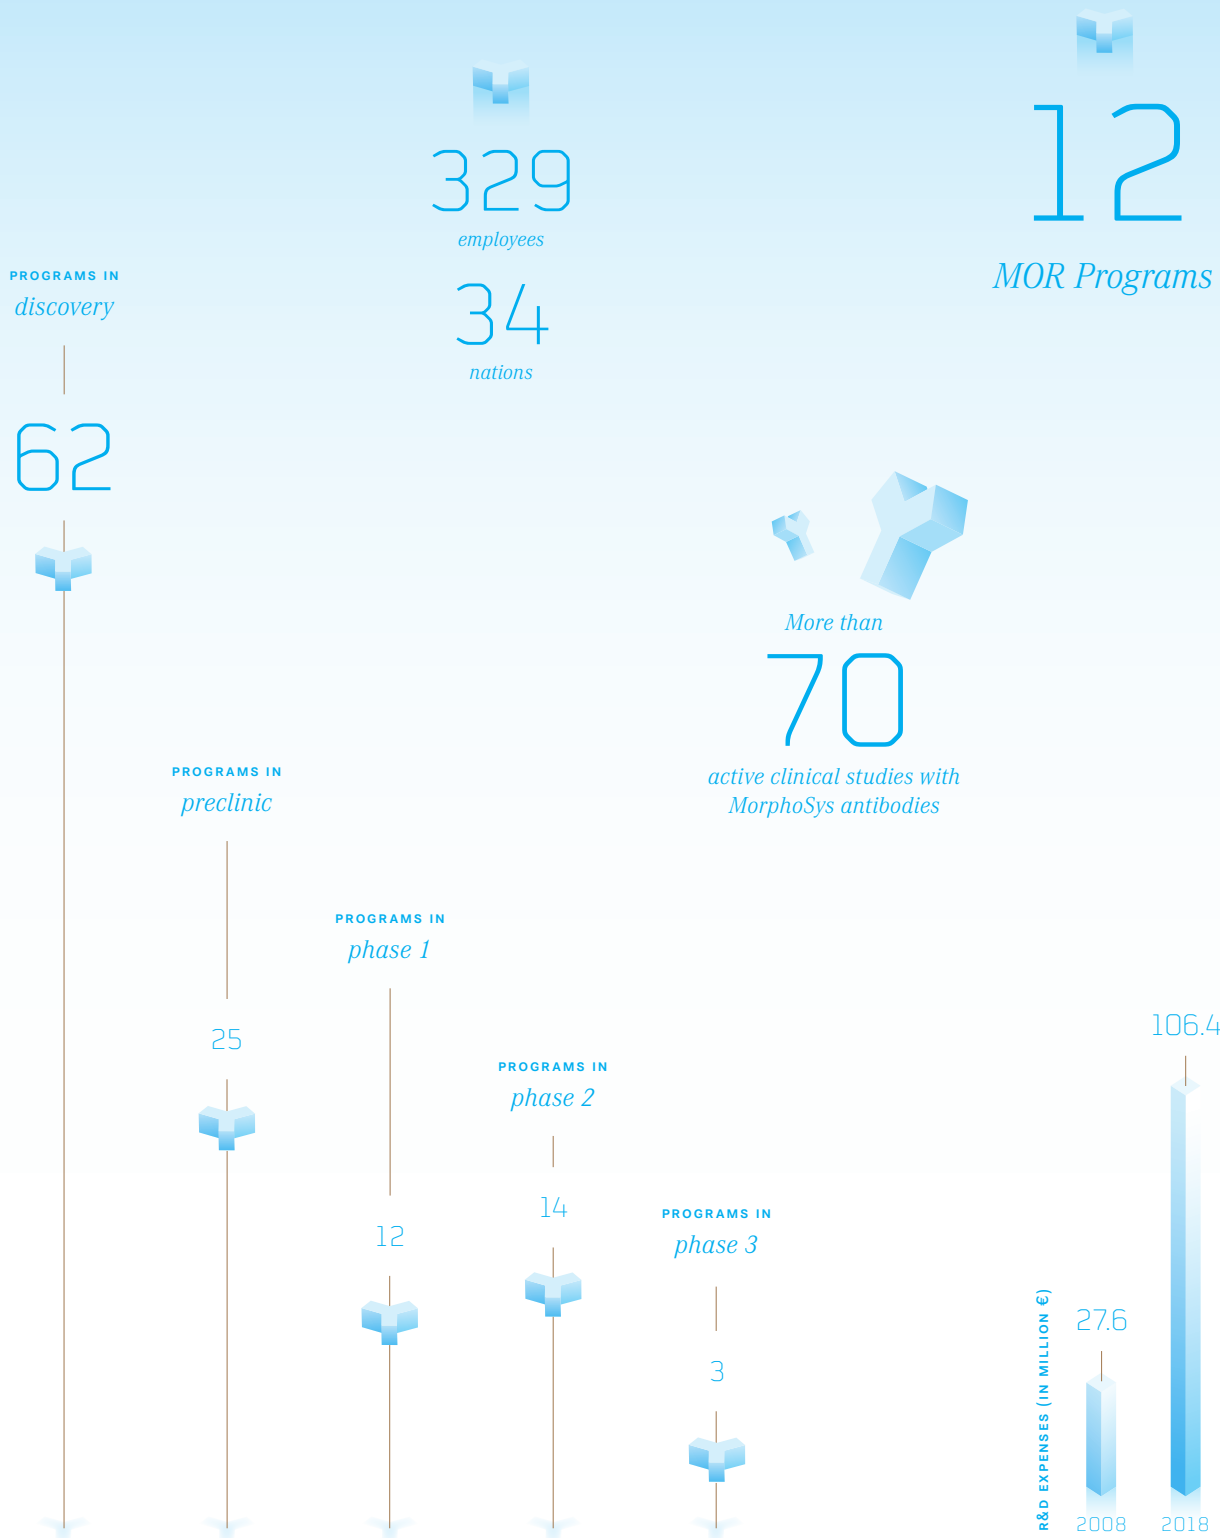 12
MOR Programs
329
employees
34
nations
PROGRAMS IN
discovery
62
More than
70
active clinical studies with
MorphoSys antibodies
PROGRAMS IN
preclinic
25
PROGRAMS IN
phase 1
12
PROGRAMS IN
phase 2
14
PROGRAMS IN
phase 3
3
R&D EXPENSES (IN MILLION €)
27.6
2008
106.4
2018